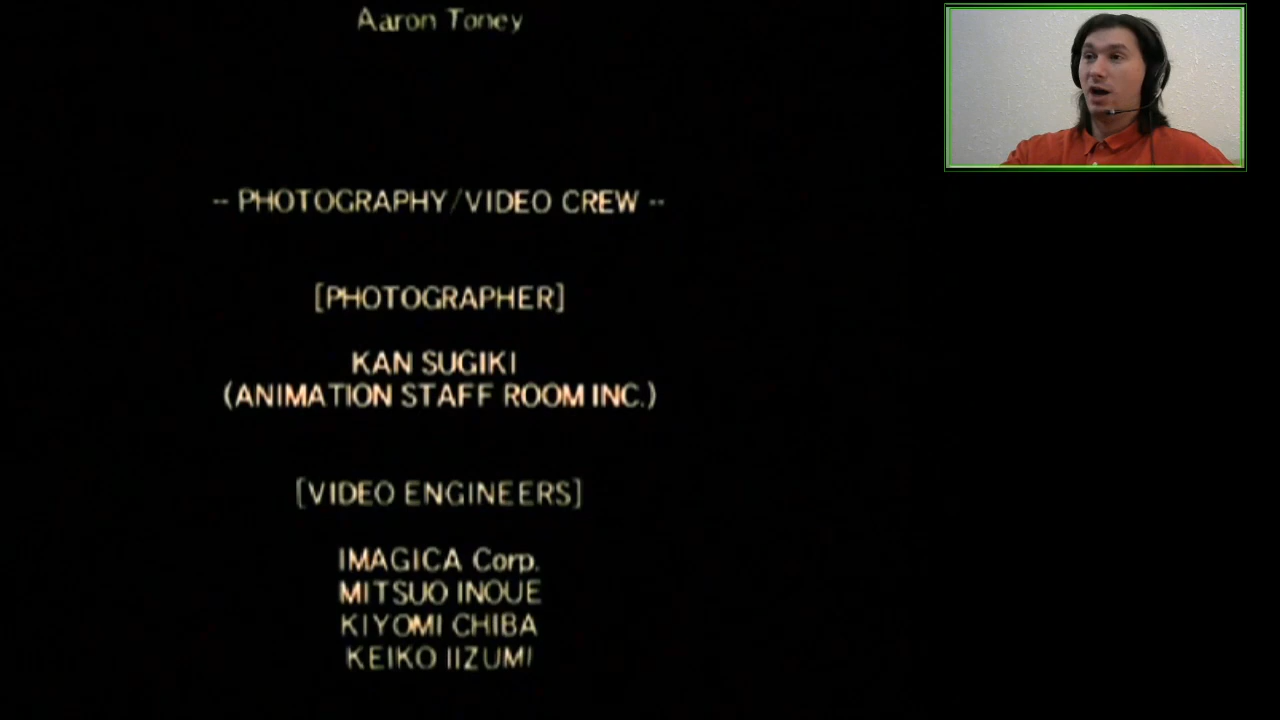 Aaron Toney
-- PHOTOGRAPHY/VIDEO CREW --
[PHOTOGRAPHER]
KAN SUGIKI
(ANIMATION STAFF ROOM INC.)
[VIDEO ENGINEERS]
IMAGICA Corp.
MITSUO INOUE
KIYOMI CHIBA
KEIKO IIZUMI